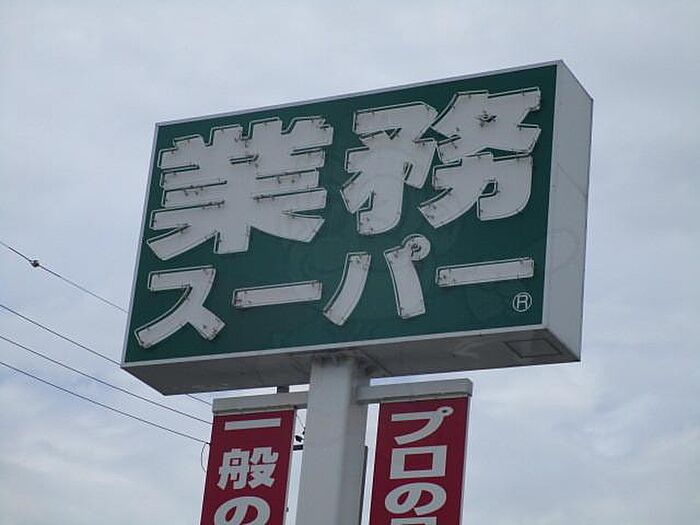 業務
スーパー®
一般の
プロの